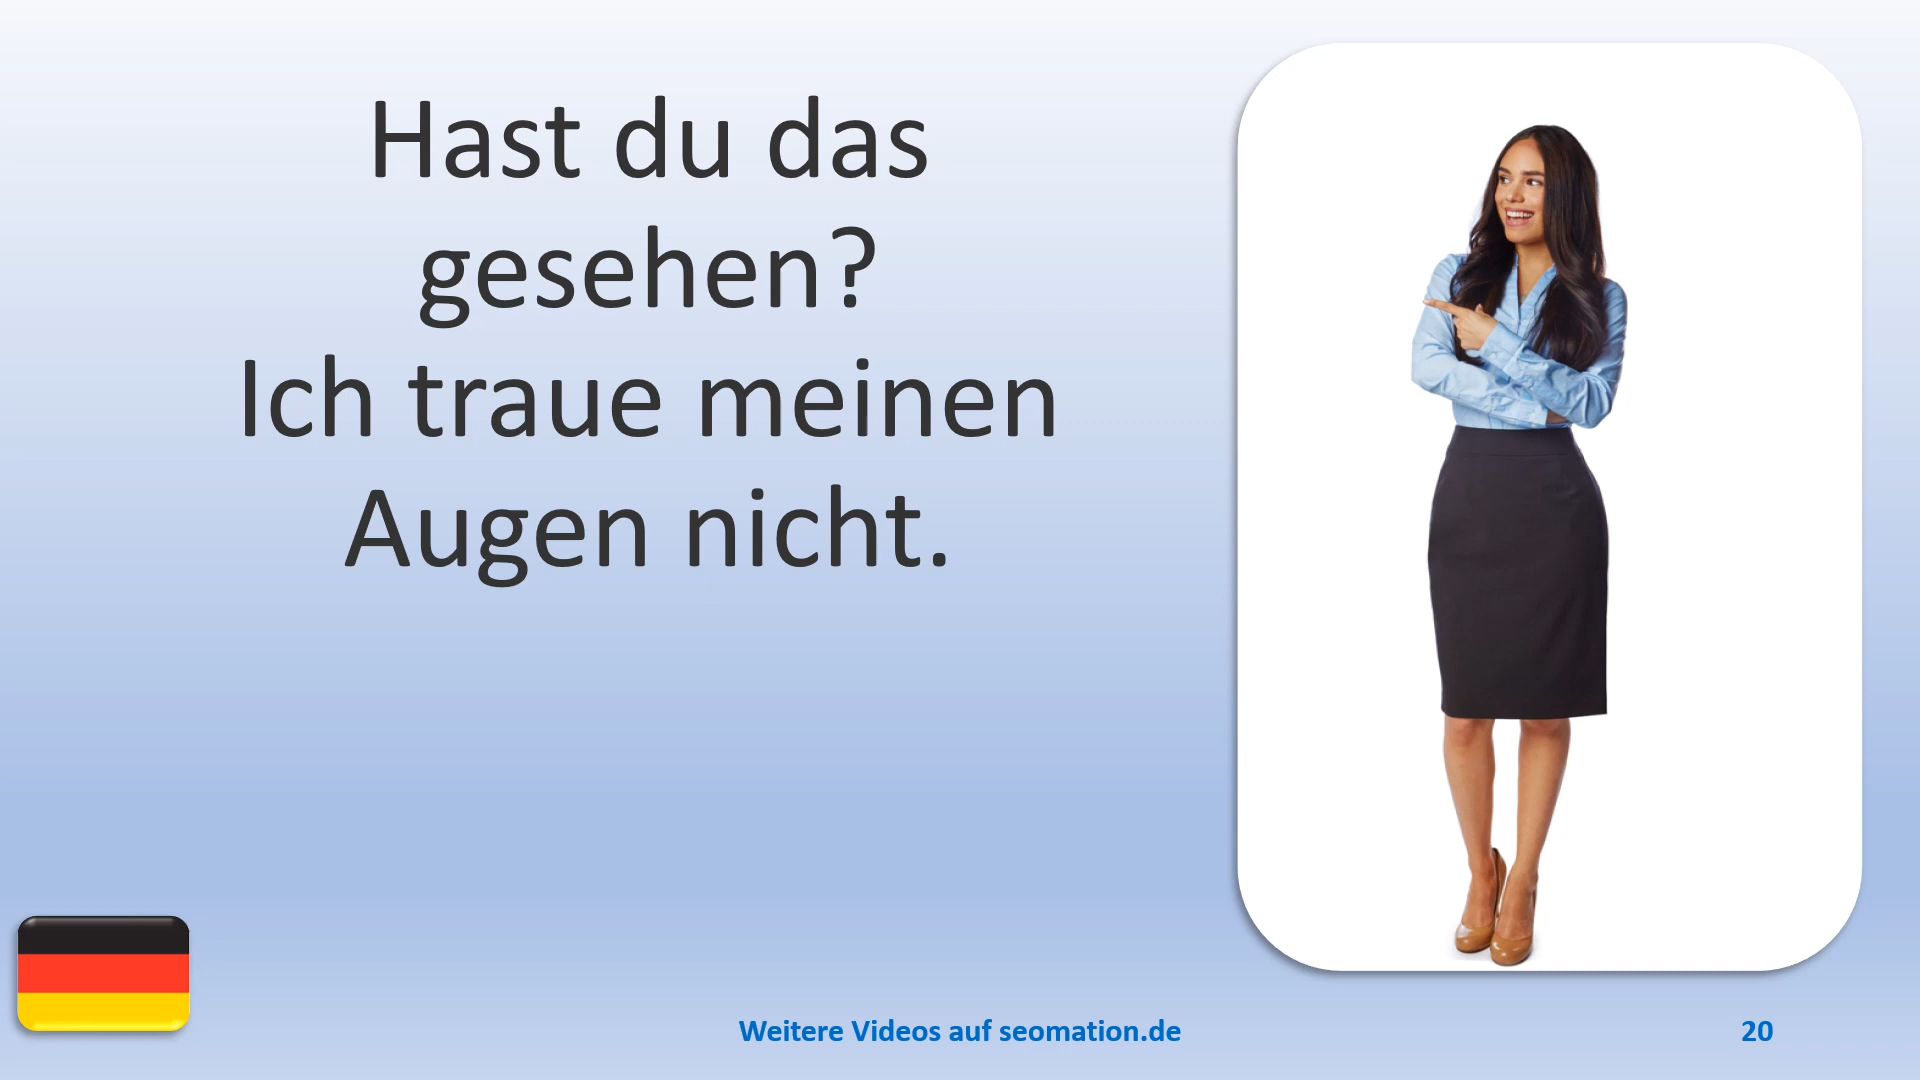 Hast du das
gesehen?
Ich traue meinen
Augen nicht.
Weitere Videos auf seomation.de
20